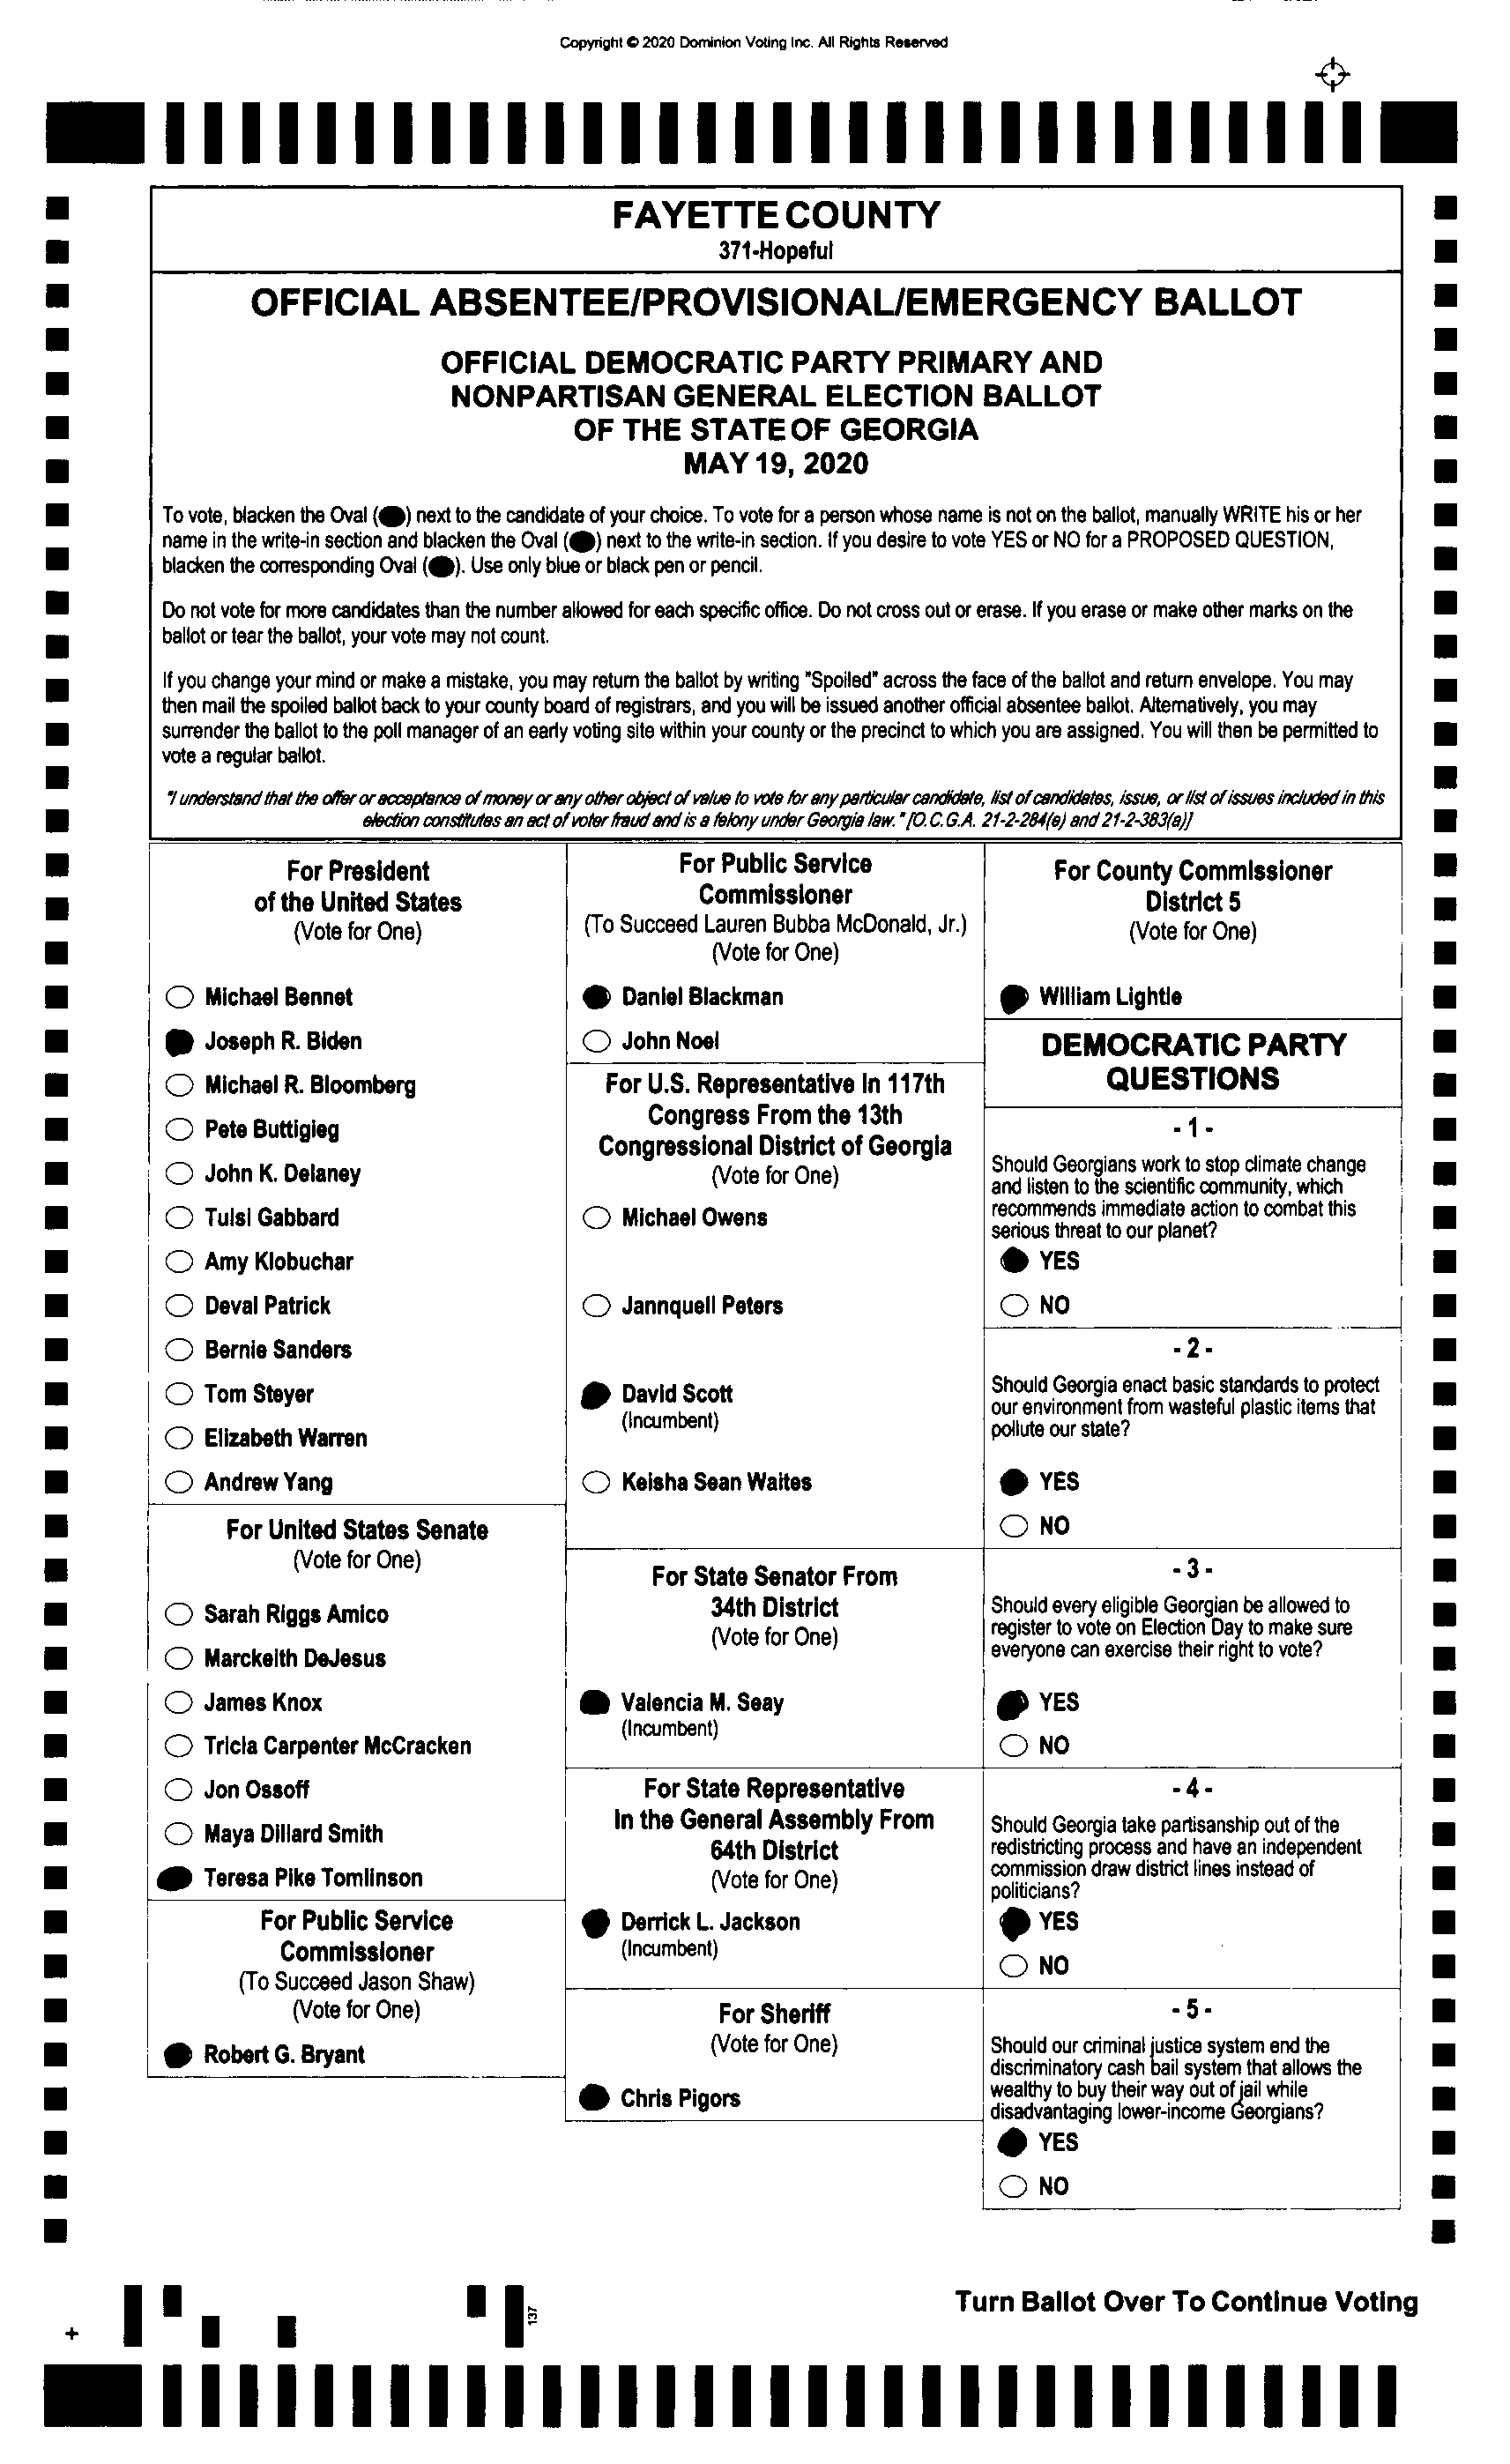 Copyright © 2020 Dominion Voting Inc. All Rights Reserved
FAYETTE COUNTY
371-Hopeful
OFFICIAL ABSENTEE/PROVISIONAL/EMERGENCY BALLOT
OFFICIAL DEMOCRATIC PARTY PRIMARY AND
NONPARTISAN GENERAL ELECTION BALLOT
OF THE STATE OF GEORGIA
MAY 19, 2020
To vote, blacken the Oval ( ) next to the candidate of your choice. To vote for a person whose name is not on the ballot, manually WRITE his or her
name in the write-in section and blacken the Oval ( ) next to the write-in section. If you desire to vote YES or NO for a PROPOSED QUESTION,
blacken the corresponding Oval ( ). Use only blue or black pen or pencil.
Do not vote for more candidates than the number allowed for each specific office. Do not cross out or erase. If you erase or make other marks on the
ballot or tear the ballot, your vote may not count.
If you change your mind or make a mistake, you may return the ballot by writing "Spoiled" across the face of the ballot and return envelope. You may
then mail the spoiled ballot back to your county board of registrars, and you will be issued another official absentee ballot. Alternatively, you may
surrender the ballot to the poll manager of an early voting site within your county or the precinct to which you are assigned. You will then be permitted to
vote a regular ballot.
"I understand that the offer or acceptance of money or any other object of value to vote for any particular candidate, list of candidates, issue, or list of issues included in this
election constitutes an act of voter fraud and is a felony under Georgia law." [O.C.G.A. 21-2-284(e) and 21-2-383(a)]
For President
of the United States
(Vote for One)
Michael Bennet
Joseph R. Biden
Michael R. Bloomberg
Pete Buttigieg
John K. Delaney
Tulsi Gabbard
Amy Klobuchar
Deval Patrick
Bernie Sanders
Tom Steyer
Elizabeth Warren
Andrew Yang
For United States Senate
(Vote for One)
Sarah Riggs Amico
Marckeith DeJesus
James Knox
Tricia Carpenter McCracken
Jon Ossoff
Maya Dillard Smith
Teresa Pike Tomlinson
For Public Service
Commissioner
(To Succeed Jason Shaw)
(Vote for One)
Robert G. Bryant
For Public Service
Commissioner
(To Succeed Lauren Bubba McDonald, Jr.)
(Vote for One)
Daniel Blackman
John Noel
For U.S. Representative in 117th
Congress From the 13th
Congressional District of Georgia
(Vote for One)
Michael Owens
Jannquell Peters
David Scott
(Incumbent)
Keisha Sean Waites
For State Senator From
34th District
(Vote for One)
Valencia M. Seay
(Incumbent)
For State Representative
In the General Assembly From
64th District
(Vote for One)
Derrick L. Jackson
(Incumbent)
For Sheriff
(Vote for One)
Chris Pigors
For County Commissioner
District 5
(Vote for One)
William Lightle
DEMOCRATIC PARTY
QUESTIONS
- 1 -
Should Georgians work to stop climate change
and listen to the scientific community, which
recommends immediate action to combat this
serious threat to our planet?
YES
NO
- 2 -
Should Georgia enact basic standards to protect
our environment from wasteful plastic items that
pollute our state?
YES
NO
- 3 -
Should every eligible Georgian be allowed to
register to vote on Election Day to make sure
everyone can exercise their right to vote?
YES
NO
- 4 -
Should Georgia take partisanship out of the
redistricting process and have an independent
commission draw district lines instead of
politicians?
YES
NO
- 5 -
Should our criminal justice system end the
discriminatory cash bail system that allows the
wealthy to buy their way out of jail while
disadvantaging lower-income Georgians?
YES
NO
137
Turn Ballot Over To Continue Voting